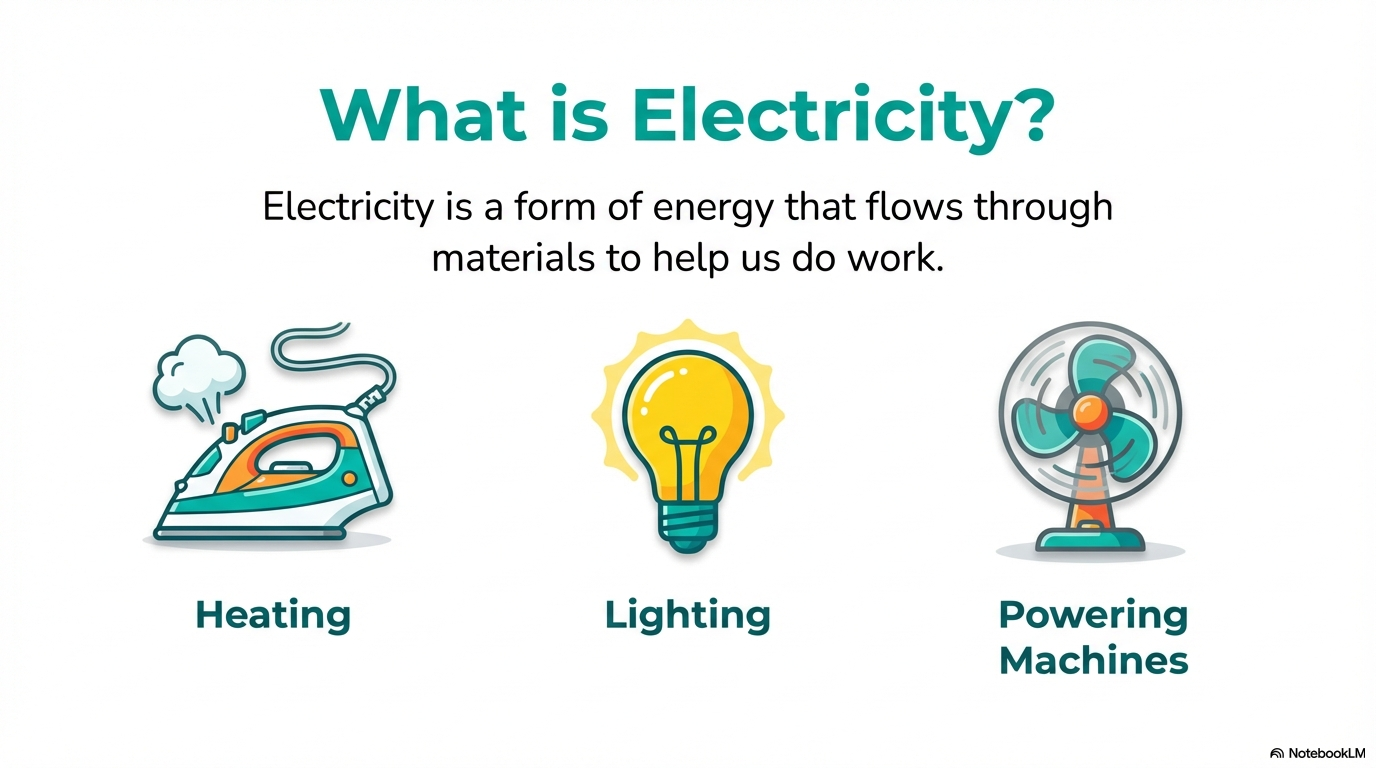 What is Electricity?
Electricity is a form of energy that flows through
materials to help us do work.
Heating
Lighting
Powering
Machines
NotebookLM